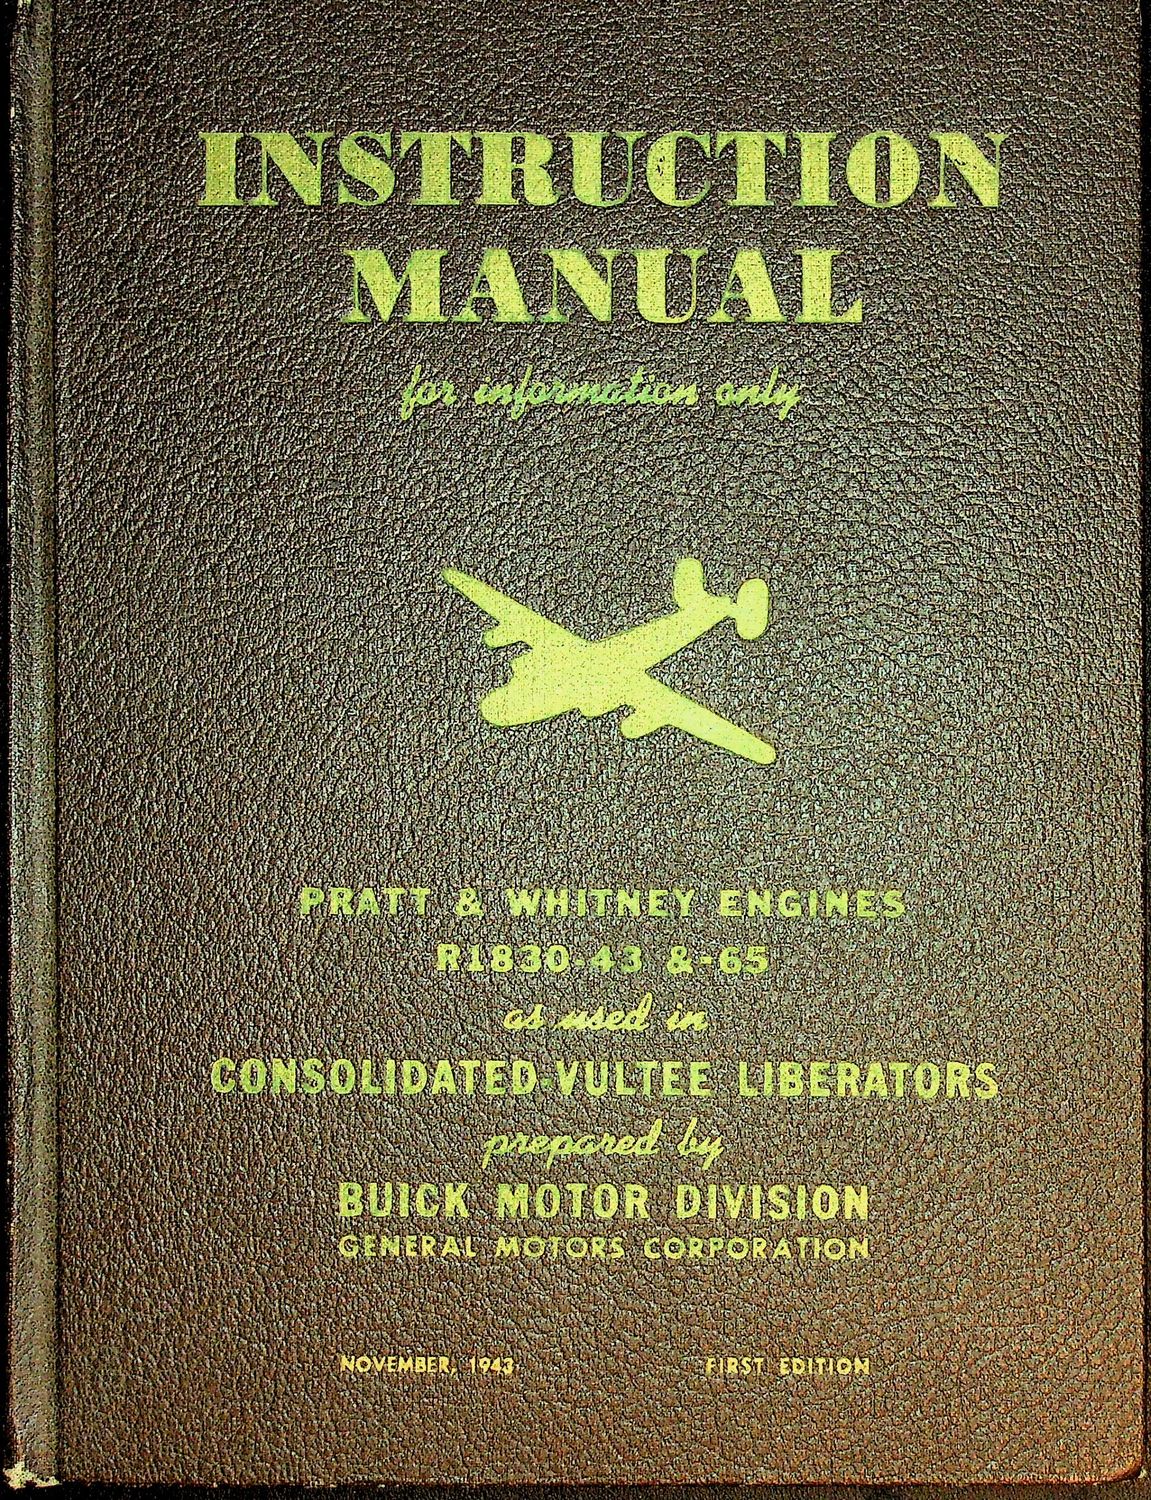 INSTRUCTION
MANUAL
for information only
PRATT & WHITNEY ENGINES
R1830-43 &-65
as used in
CONSOLIDATED-VULTEE LIBERATORS
prepared by
BUICK MOTOR DIVISION
GENERAL MOTORS CORPORATION
NOVEMBER, 1943 FIRST EDITION